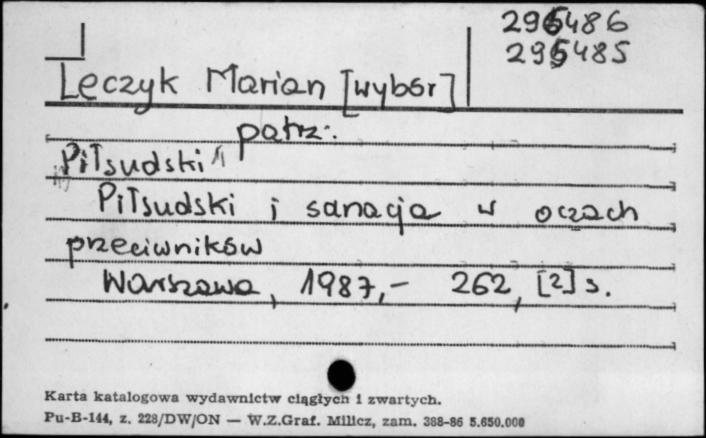 296486
295485
Leczyk Marian [wybór]
patrz:
Piłsudski
Piłsudski i sanacja w oczach
przeciwników
Warszawa, 1987,- 262, [2] s.
Karta katalogowa wydawnictw ciągłych i zwartych.
Pu-B-144, z. 228/DW/ON — W.Z.Graf. Milicz, zam. 388-86 5.650.000